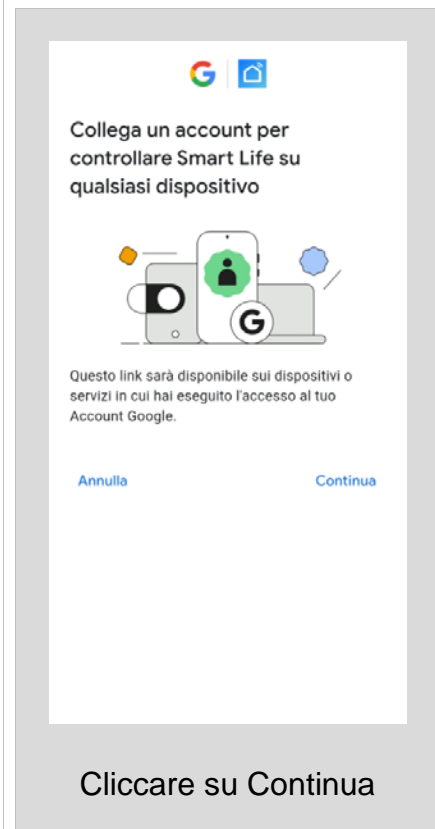 Collega un account per
controllare Smart Life su
qualsiasi dispositivo
G
Questo link sarà disponibile sui dispositivi o
servizi in cui hai eseguito l'accesso al tuo
Account Google.
Annulla Continua
Cliccare su Continua